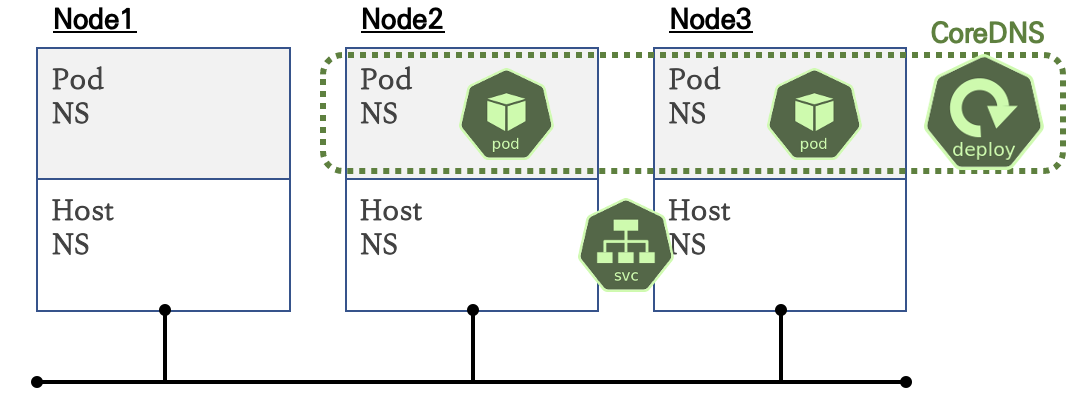 Node1
Node2
Node3
CoreDNS
Pod
NS
Pod
NS
pod
Pod
NS
pod
deploy
Host
NS
Host
NS
svc
Host
NS